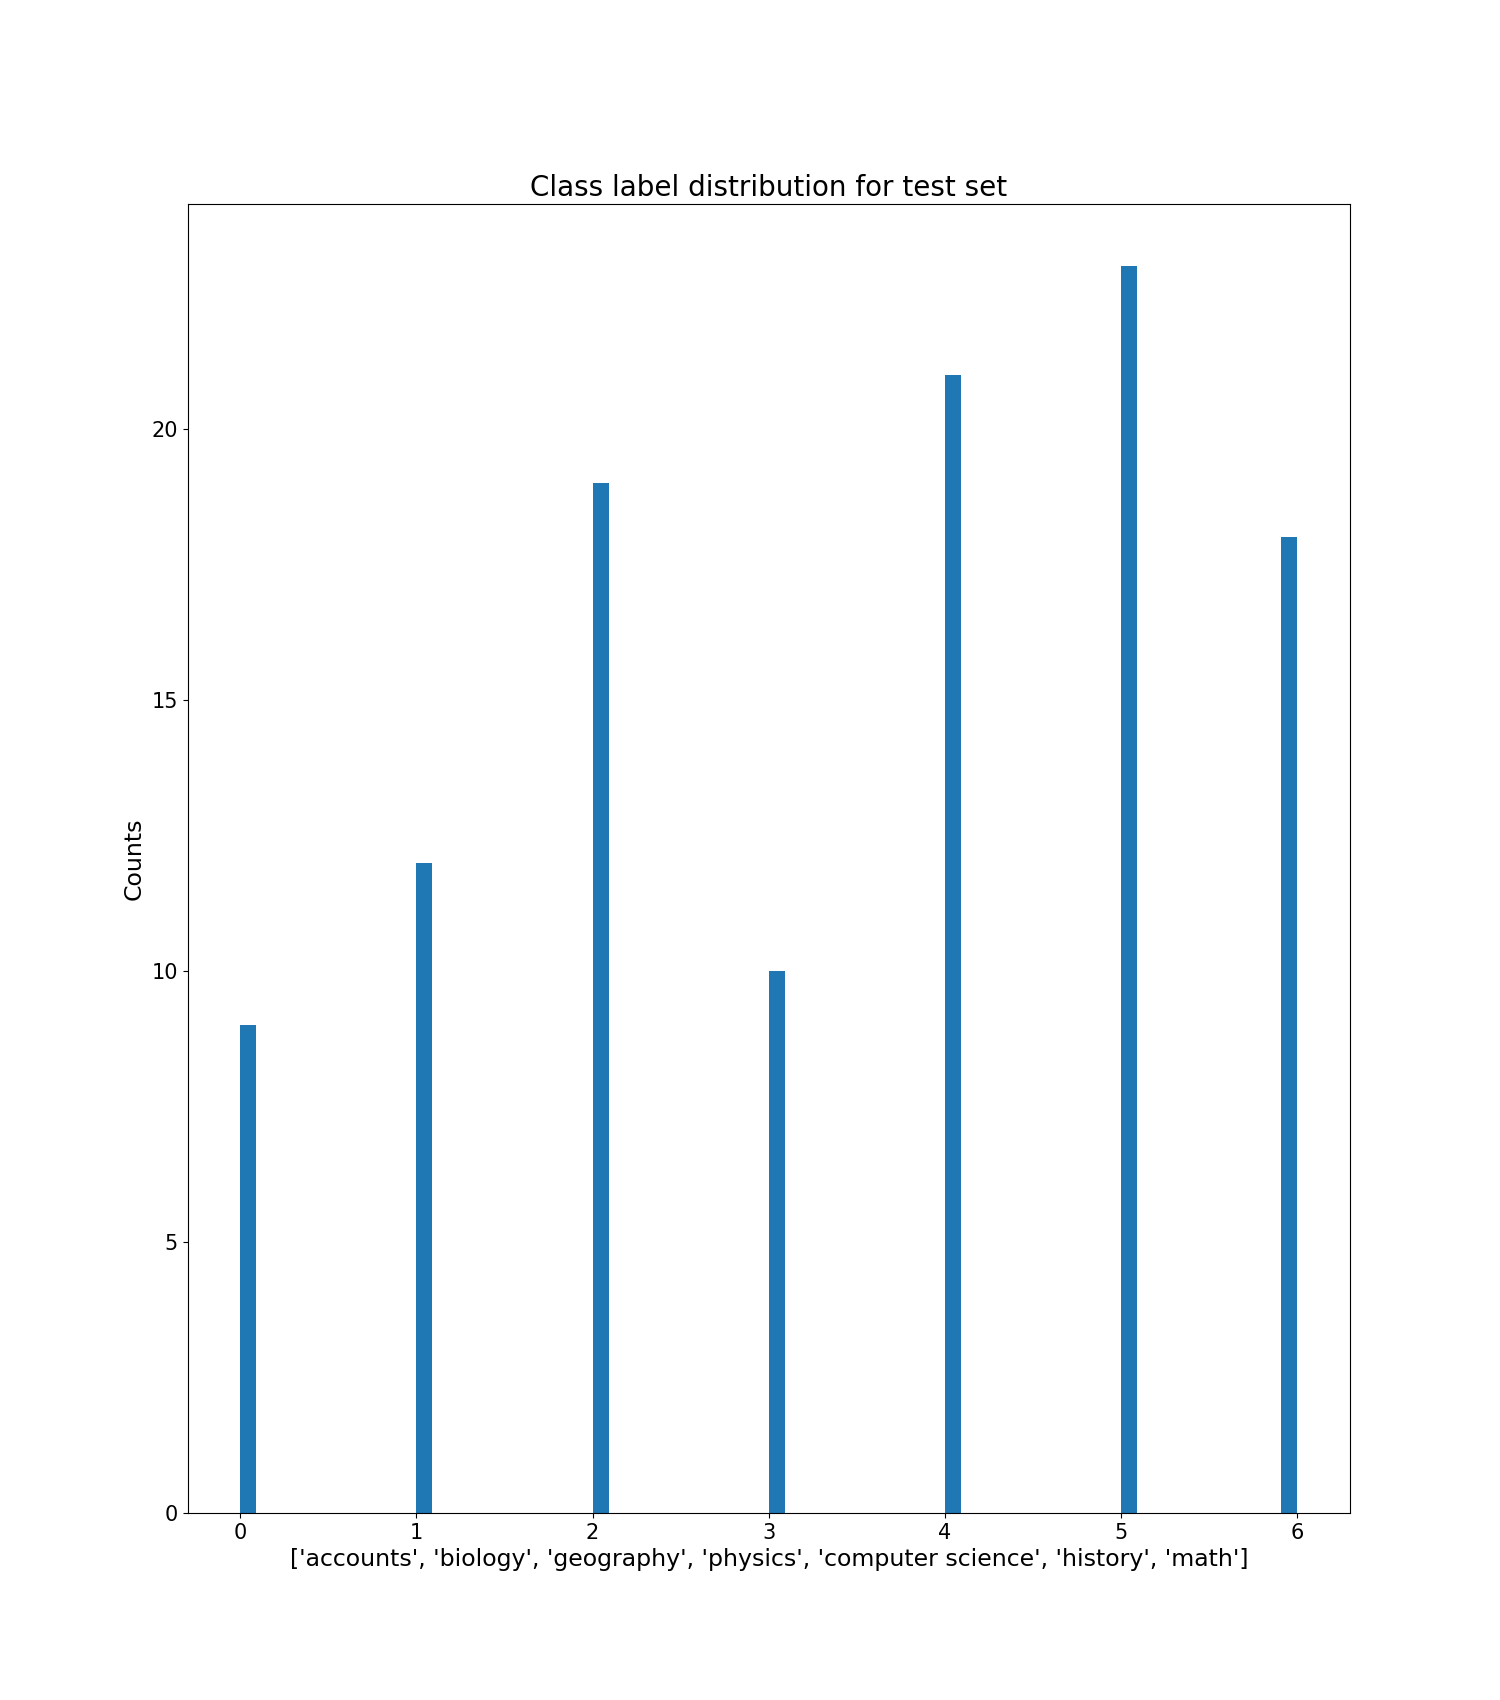 Class label distribution for test set
20
15
10
5
0
Counts
0 1 2 3 4 5 6
['accounts', 'biology', 'geography', 'physics', 'computer science', 'history', 'math']